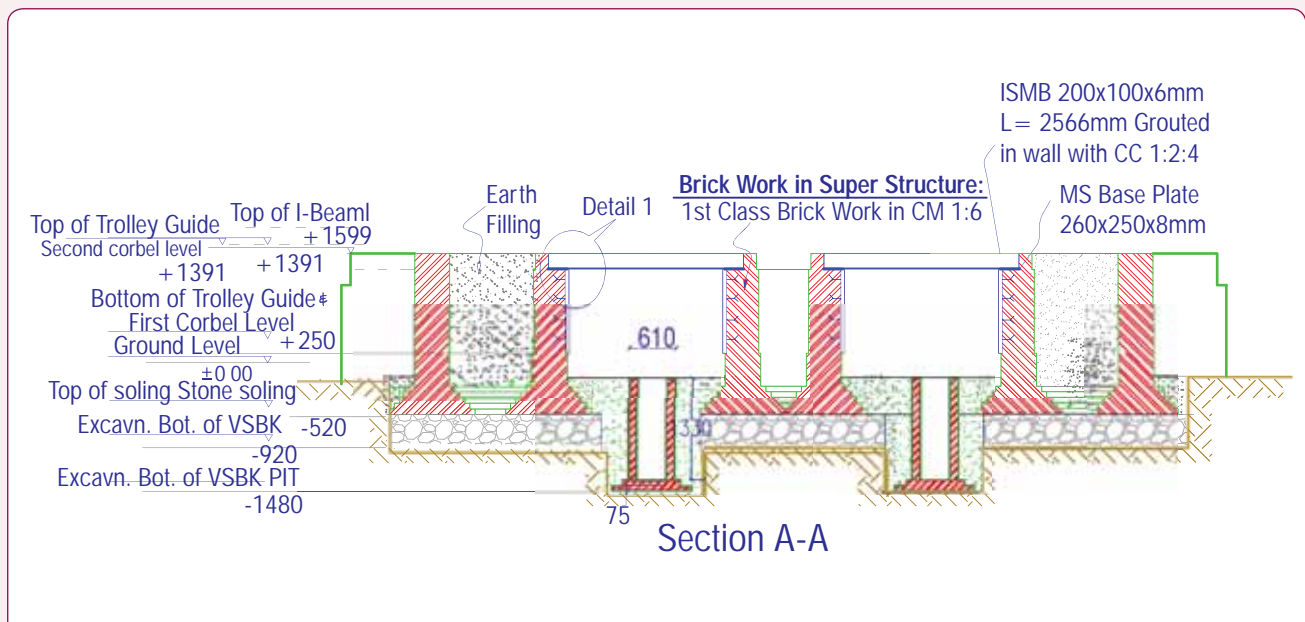 ISMB 200x100x6mm
L= 2566mm Grouted
in wall with CC 1:2:4
MS Base Plate
260x250x8mm
Brick Work in Super Structure:
1st Class Brick Work in CM 1:6
Earth
Filling
Detail 1
Top of Trolley Guide
Top of I-Beaml
+1599
Second corbel level
+1391
+1391
Bottom of Trolley Guide &
First Corbel Level
+250
Ground Level
±0 00
Top of soling Stone soling
-520
Excavn. Bot. of VSBK
-920
Excavn. Bot. of VSBK PIT
-1480
610
330
75
Section A-A